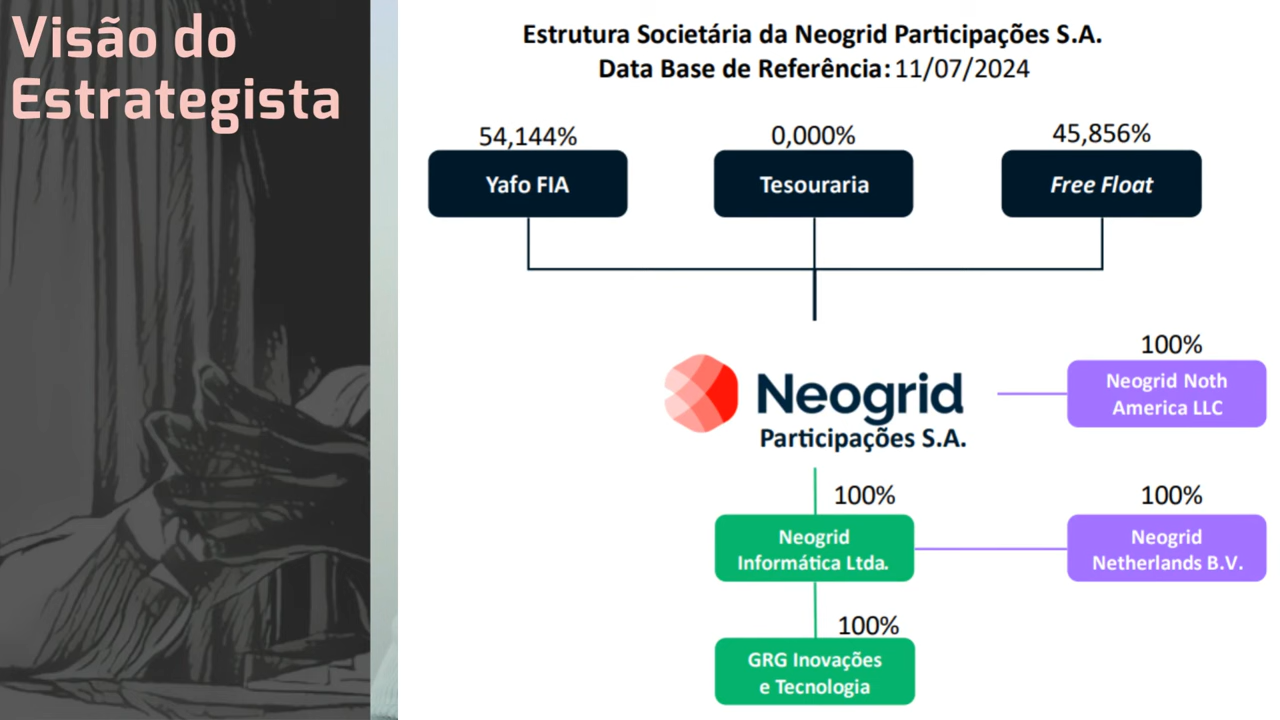 Visão do
Estrategista
Estrutura Societária da Neogrid Participações S.A.
Data Base de Referência: 11/07/2024
54,144%
Yafo FIA
0,000%
Tesouraria
45,856%
Free Float
Neogrid
Participações S.A.
100%
Neogrid Noth
America LLC
100%
Neogrid
Informática Ltda.
100%
Neogrid
Netherlands B.V.
100%
GRG Inovações
e Tecnologia